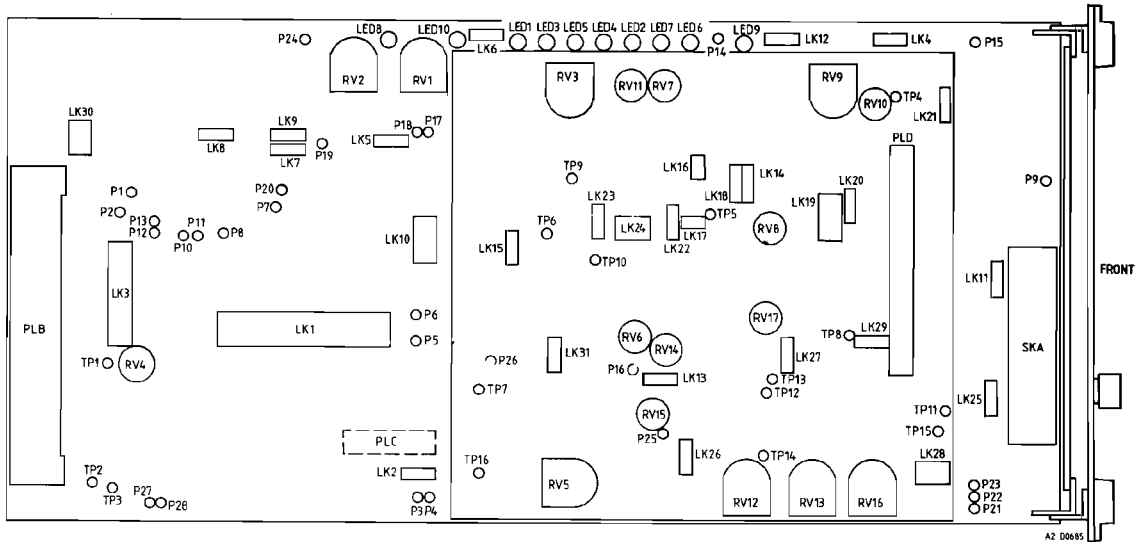 P24
LED8
LED10
LK6
LED1
LED3
LED5
LED4
LED2
LED7
LED6
P14
LED9
LK12
LK4
P15
RV2
RV1
RV3
RV11
RV7
RV9
RV10
TP4
LK21
LK30
LK8
LK9
LK7
P19
LK5
P18
P17
PLD
TP9
LK16
LK18
LK14
LK20
LK19
P9
P1
P2
P13
P12
P10
P11
P8
P20
P7
LK10
LK15
TP6
LK23
LK24
LK22
LK17
TP5
RV8
TP10
LK11
FRONT
PLB
LK3
LK1
P6
P5
TP1
RV4
P26
TP7
LK31
RV6
RV14
P16
LK13
RV17
LK27
TP13
TP12
TP8
LK29
SKA
LK25
TP11
TP15
RV15
P25
PLC
LK2
TP2
TP3
P27
P28
P3
P4
TP16
RV5
LK26
TP14
RV12
RV13
RV16
LK28
P23
P22
P21
A2 D0685